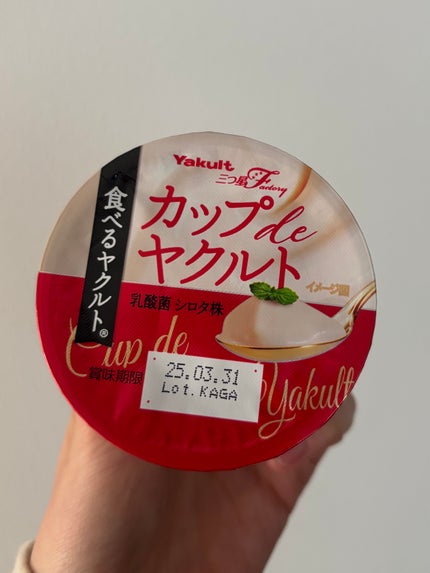 Yakult
三つ星Factory
食べるヤクルト®
カップde
ヤクルト
イメージ図
乳酸菌 シロタ株
Cup de
Yakult
賞味期限
25.03.31
Lot.KAGA